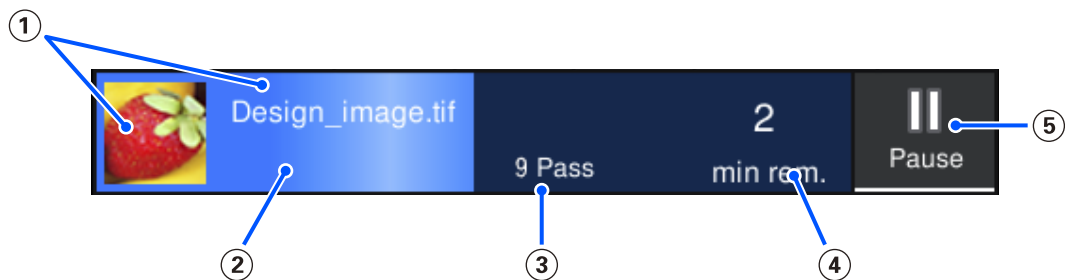 ①
Design_image.tif
2
9 Pass
min rem.
Pause
⑤
②
③
④